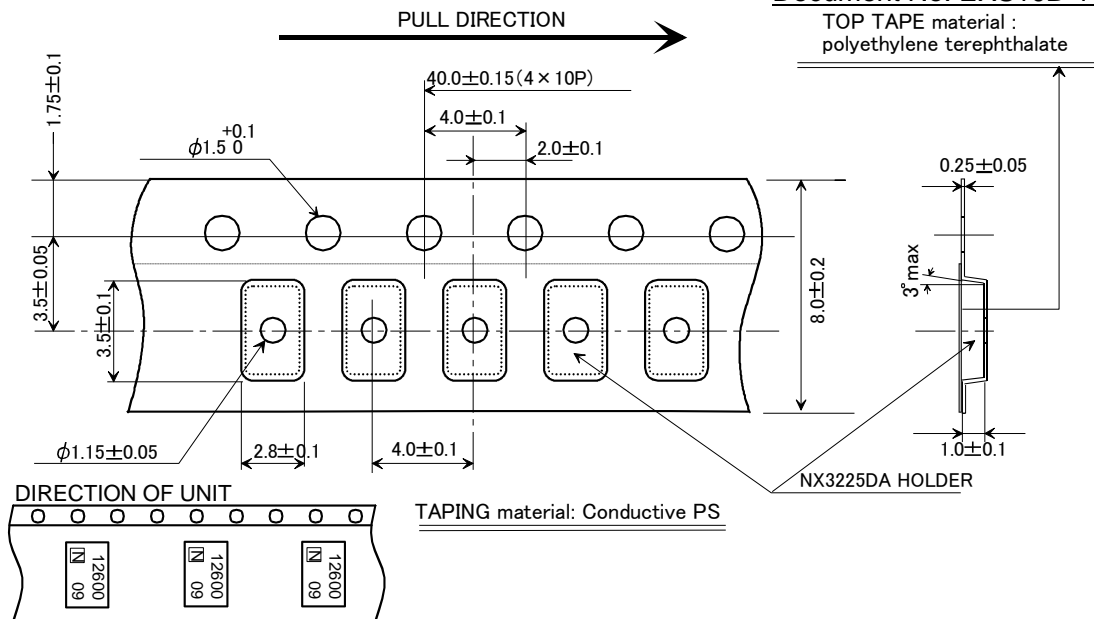 PULL DIRECTION
TOP TAPE material :
polyethylene terephthalate
1.75±0.1
40.0±0.15(4×10P)
4.0±0.1
+0.1
φ1.5 0
2.0±0.1
0.25±0.05
3.5±0.05
3.5±0.1
8.0±0.2
3°max
φ1.15±0.05
2.8±0.1
4.0±0.1
1.0±0.1
NX3225DA HOLDER
DIRECTION OF UNIT
TAPING material: Conductive PS
12600
N 09
12600
N 09
12600
N 09